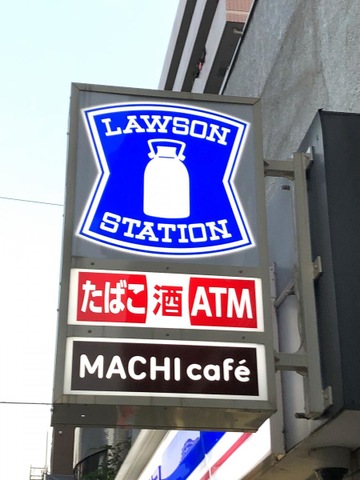 LAWSON
STATION
たばこ 酒 ATM
MACHI café